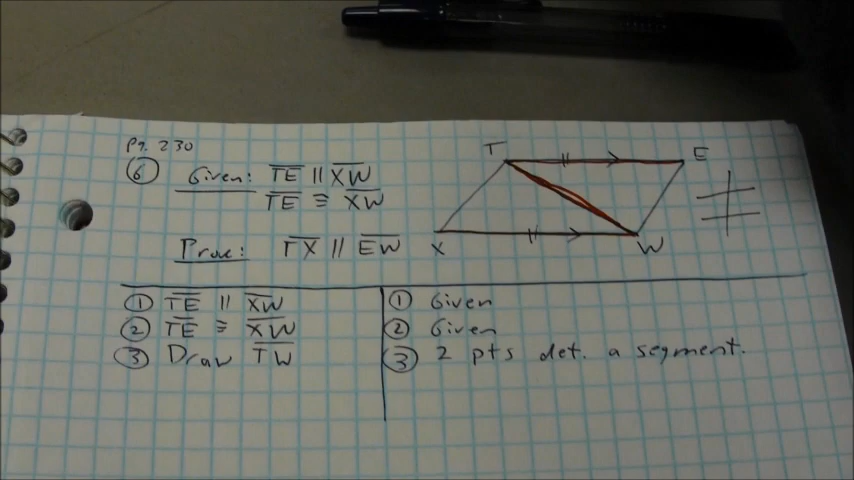 Pg. 230
⑥ Given: TE || XW
TE ≅ XW
Prove: TX || EW
T E
X W
① TE || XW ① Given
② TE ≅ XW ② Given
③ Draw TW ③ 2 pts det. a segment.